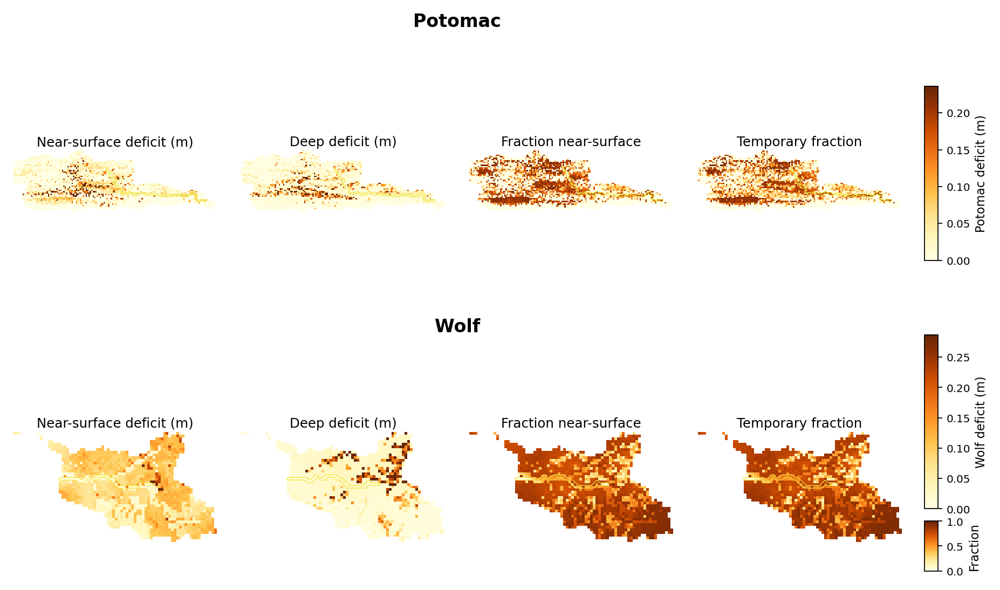 Potomac
Near-surface deficit (m)
Deep deficit (m)
Fraction near-surface
Temporary fraction
0.20
0.15
0.10
0.05
0.00
Potomac deficit (m)
Wolf
Near-surface deficit (m)
Deep deficit (m)
Fraction near-surface
Temporary fraction
0.25
0.20
0.15
0.10
0.05
0.00
Wolf deficit (m)
1.0
0.5
0.0
Fraction